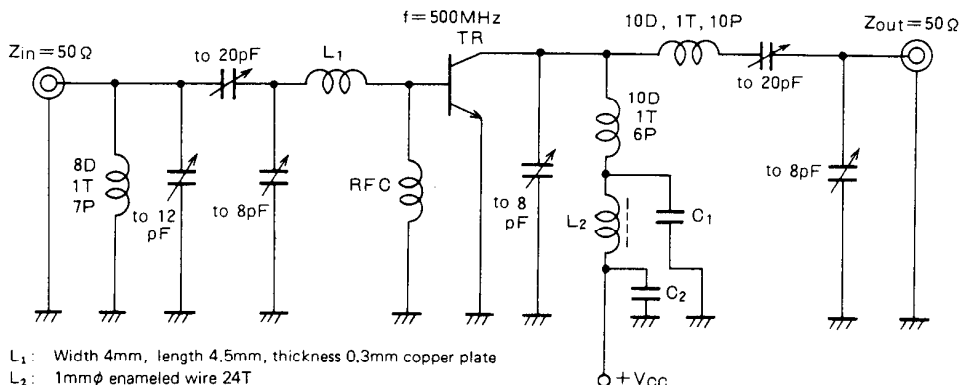 f=500MHz
TR
Zin=50Ω
10D, 1T, 10P
Zout=50Ω
to 20pF
L₁
to 20pF
10D
1T
6P
8D
1T
7P
to 12
pF
to 8pF
RFC
to 8
pF
to 8pF
L₂
C₁
C₂
L₁: Width 4mm, length 4.5mm, thickness 0.3mm copper plate
L₂: 1mmφ enameled wire 24T
+Vcc